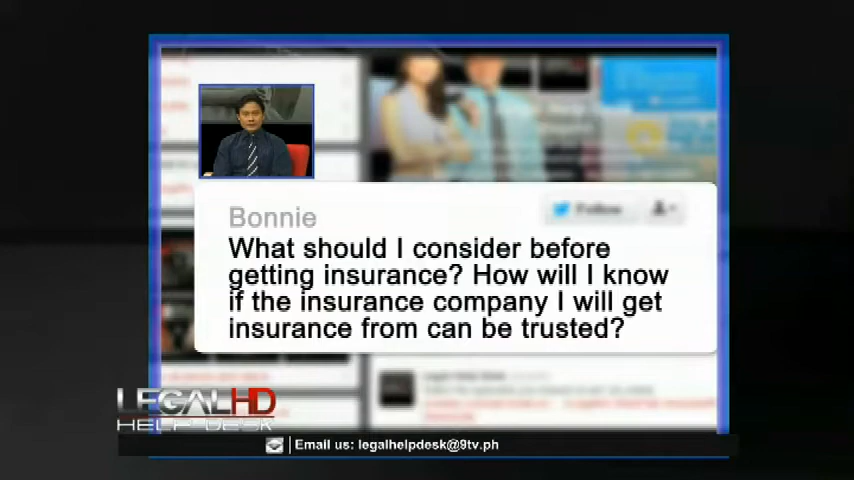 Bonnie
Follow
What should I consider before
getting insurance? How will I know
if the insurance company I will get
insurance from can be trusted?
LEGALHD
HELP DESK
Email us: legalhelpdesk@9tv.ph